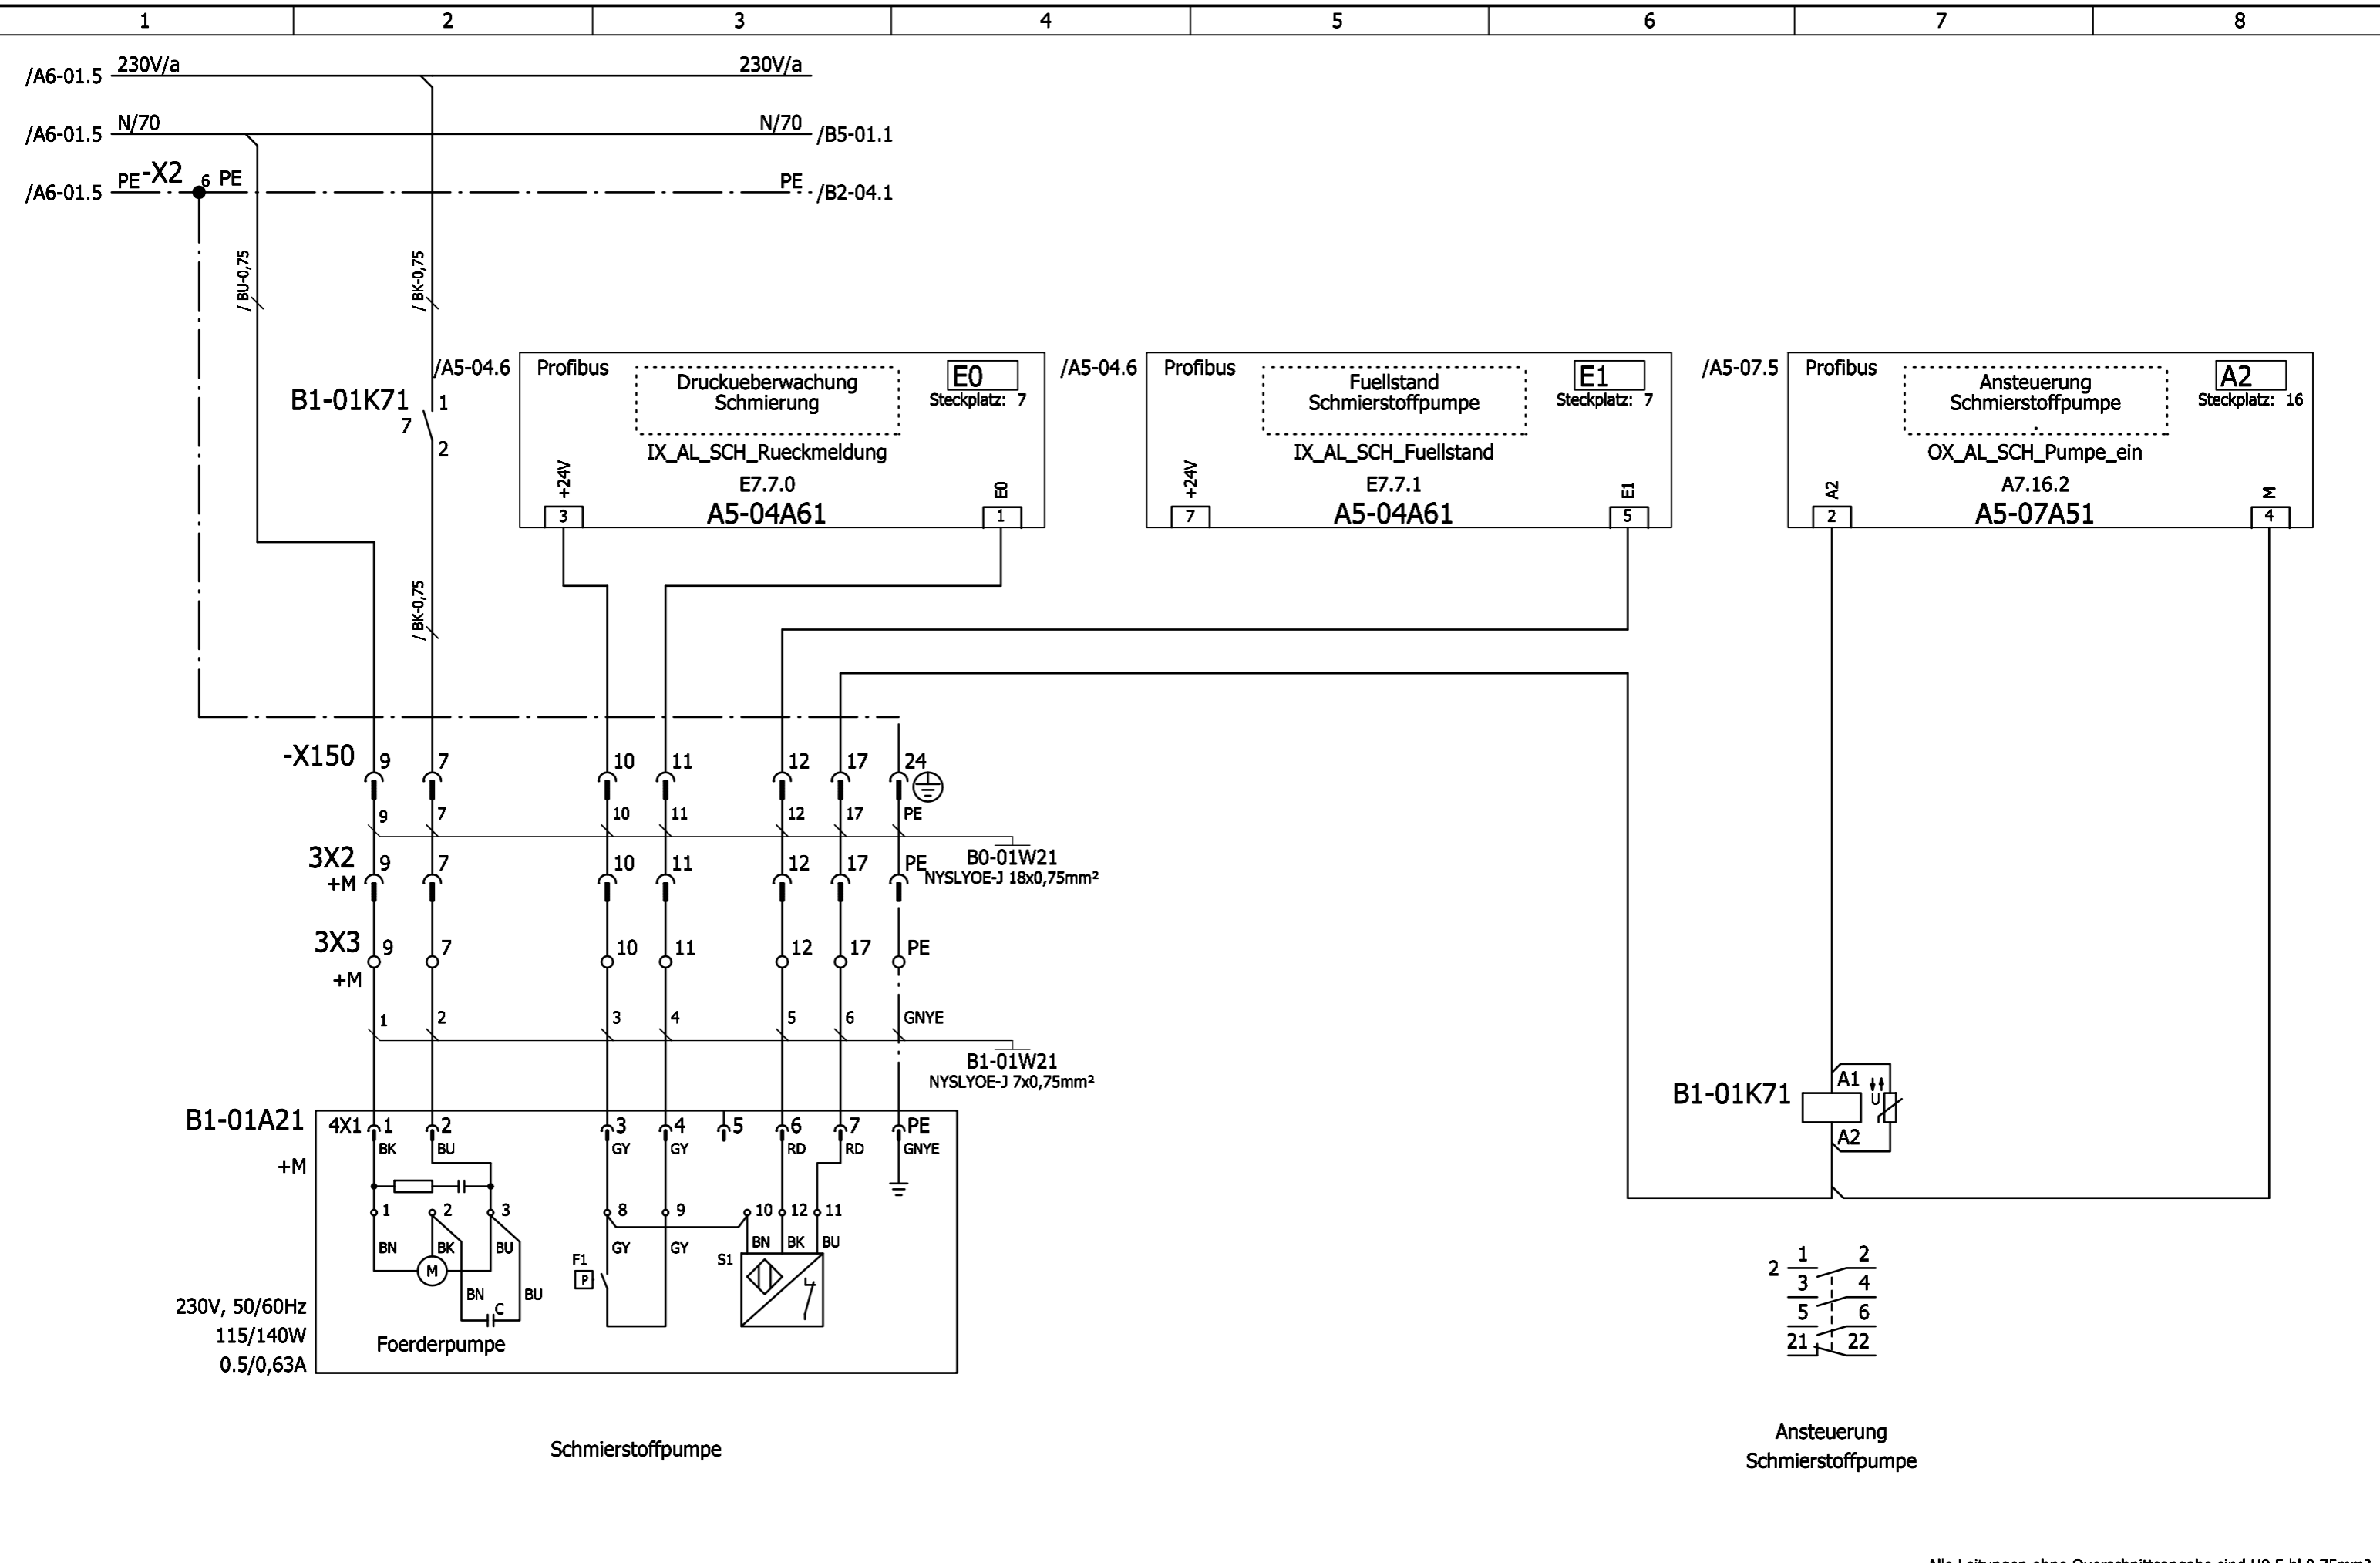 1 2 3 4 5 6 7 8
/A6-01.5 230V/a 230V/a
/A6-01.5 N/70 N/70 /B5-01.1
/A6-01.5 PE -X2 6 PE PE /B2-04.1
/ BU-0,75 / BK-0,75
/A5-04.6 Profibus E0
Druckueberwachung
Schmierung
Steckplatz: 7
IX_AL_SCH_Rueckmeldung
E7.7.0
+24V E0
3 A5-04A61 1
/A5-04.6 Profibus E1
Fuellstand
Schmierstoffpumpe
Steckplatz: 7
IX_AL_SCH_Fuellstand
E7.7.1
+24V E1
7 A5-04A61 5
/A5-07.5 Profibus A2
Ansteuerung
Schmierstoffpumpe
.
Steckplatz: 16
OX_AL_SCH_Pumpe_ein
A7.16.2
A2 M
2 A5-07A51 4
B1-01K71 1
7
2
/ BK-0,75
-X150 9 7 10 11 12 17 24
9 7 10 11 12 17 PE
B0-01W21
NYSLYOE-J 18x0,75mm²
3X2 9 7 10 11 12 17 PE
+M
3X3 9 7 10 11 12 17 PE
+M
1 2 3 4 5 6 GNYE
B1-01W21
NYSLYOE-J 7x0,75mm²
B1-01K71 A1 U
A2
B1-01A21 4X1 1 2 3 4 5 6 7 PE
BK BU GY GY RD RD GNYE
+M
1 2 3 8 9 10 12 11
BN BK BU GY GY BN BK BU
M F1 P S1
BN C BU
230V, 50/60Hz
115/140W
0.5/0,63A
Foerderpumpe
2 1 2
3 4
5 6
21 22
Schmierstoffpumpe
Ansteuerung
Schmierstoffpumpe